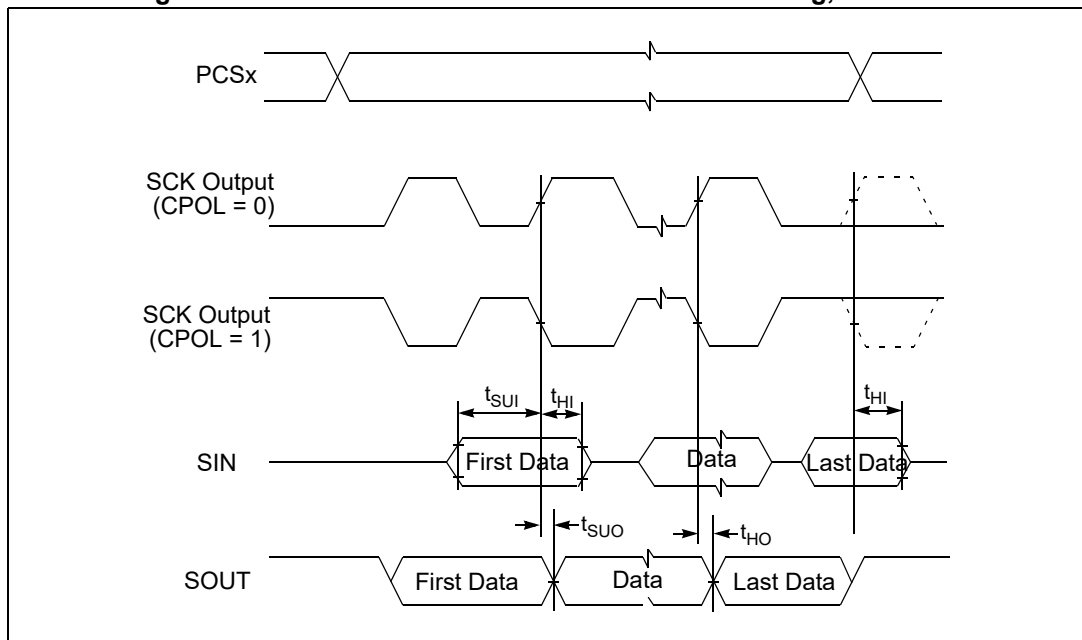 PCSx
SCK Output
(CPOL = 0)
SCK Output
(CPOL = 1)
tSUI
tHI
tHI
SIN
First Data
Data
Last Data
tSUO
tHO
SOUT
First Data
Data
Last Data